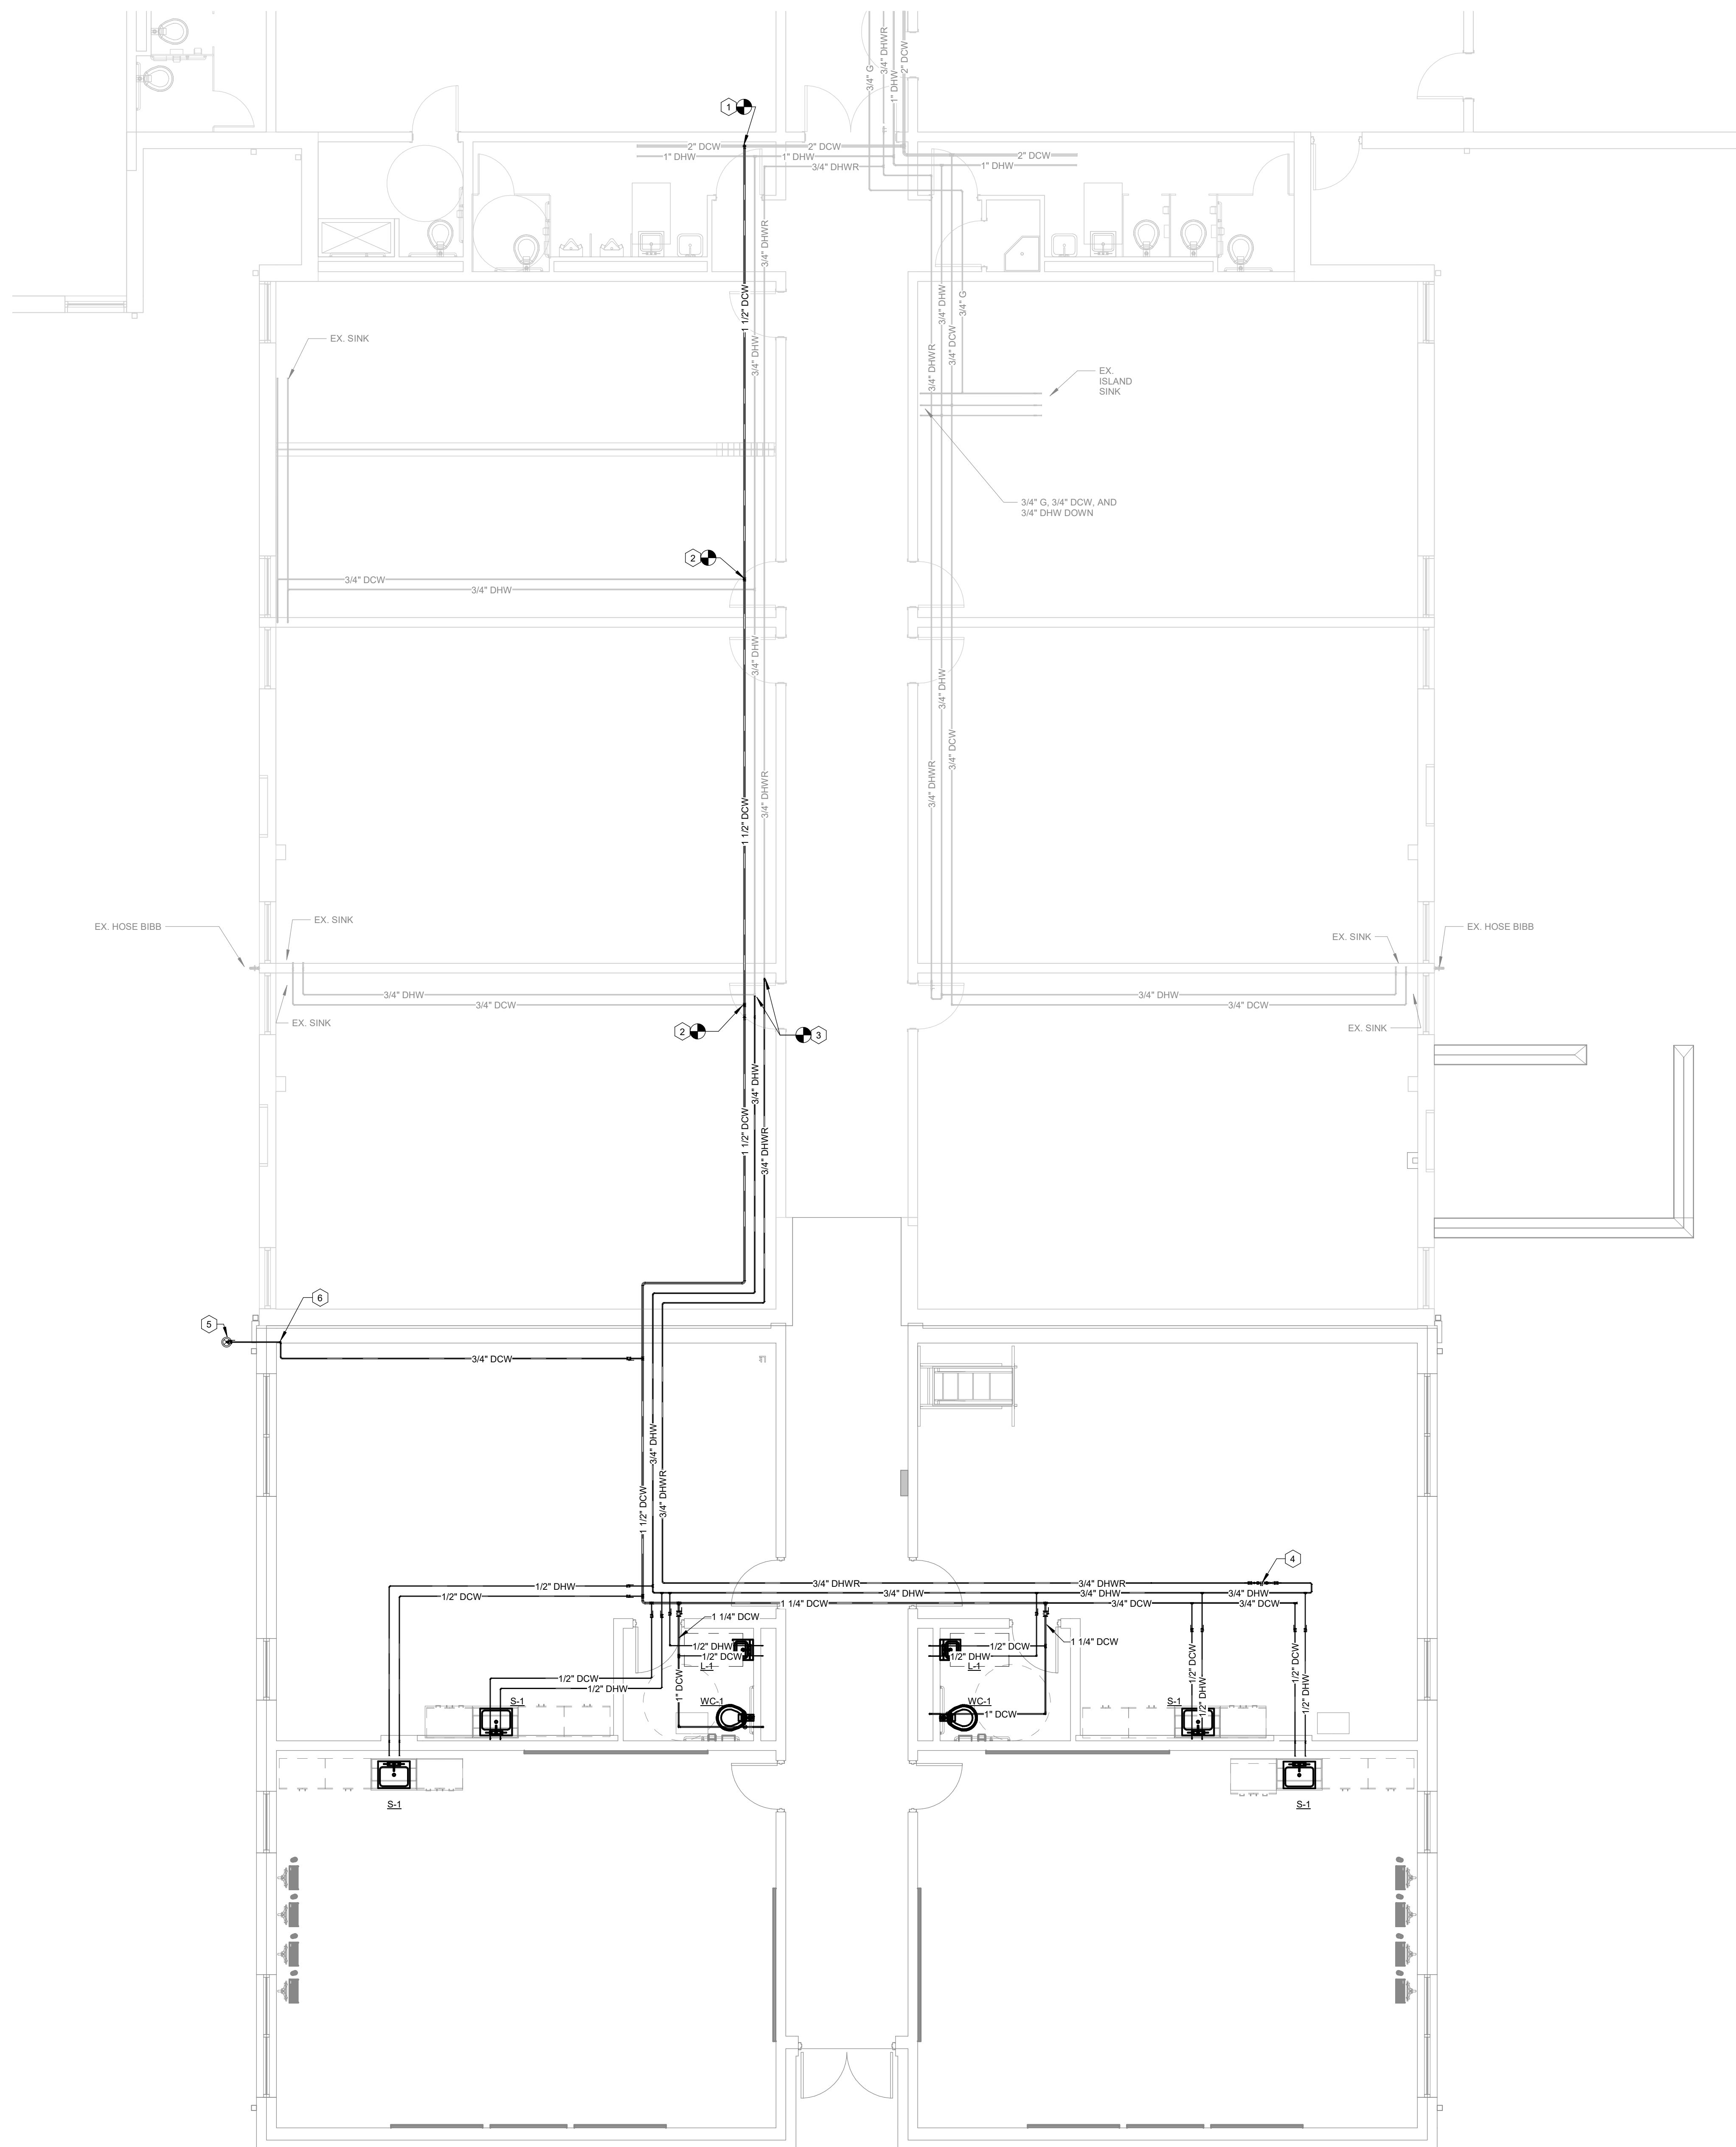 3/4" G
3/4" DHWR
1" DHW
2" DCW
1
2" DCW
2" DCW
2" DCW
1" DHW
1" DHW
1" DHW
3/4" DHWR
3/4" DHWR
1 1/2" DCW
3/4" DHW
3/4" DHW
3/4" G
3/4" DCW
3/4" DHWR
EX. SINK
EX.
ISLAND
SINK
3/4" G, 3/4" DCW, AND
3/4" DHW DOWN
2
3/4" DCW
3/4" DHW
3/4" DHW
3/4" DHW
3/4" DCW
3/4" DHWR
3/4" DHWR
1 1/2" DCW
EX. HOSE BIBB
EX. SINK
EX. SINK
EX. HOSE BIBB
3/4" DHW
3/4" DCW
3/4" DHW
3/4" DCW
EX. SINK
EX. SINK
2
3
3/4" DHW
1 1/2" DCW
3/4" DHWR
6
5
3/4" DCW
3/4" DHW
3/4" DHWR
1 1/2" DCW
4
1/2" DHW
1/2" DCW
3/4" DHWR
3/4" DHWR
3/4" DHW
3/4" DHW
3/4" DHW
1 1/4" DCW
3/4" DCW
3/4" DCW
1 1/4" DCW
1 1/4" DCW
1/2" DHW
1/2" DCW
L-1
1/2" DCW
1/2" DHW
L-1
1/2" DCW
1/2" DHW
1" DCW
1/2" DCW
1/2" DHW
1/2" DCW
1/2" DHW
S-1
WC-1
WC-1
1" DCW
S-1
S-1
S-1